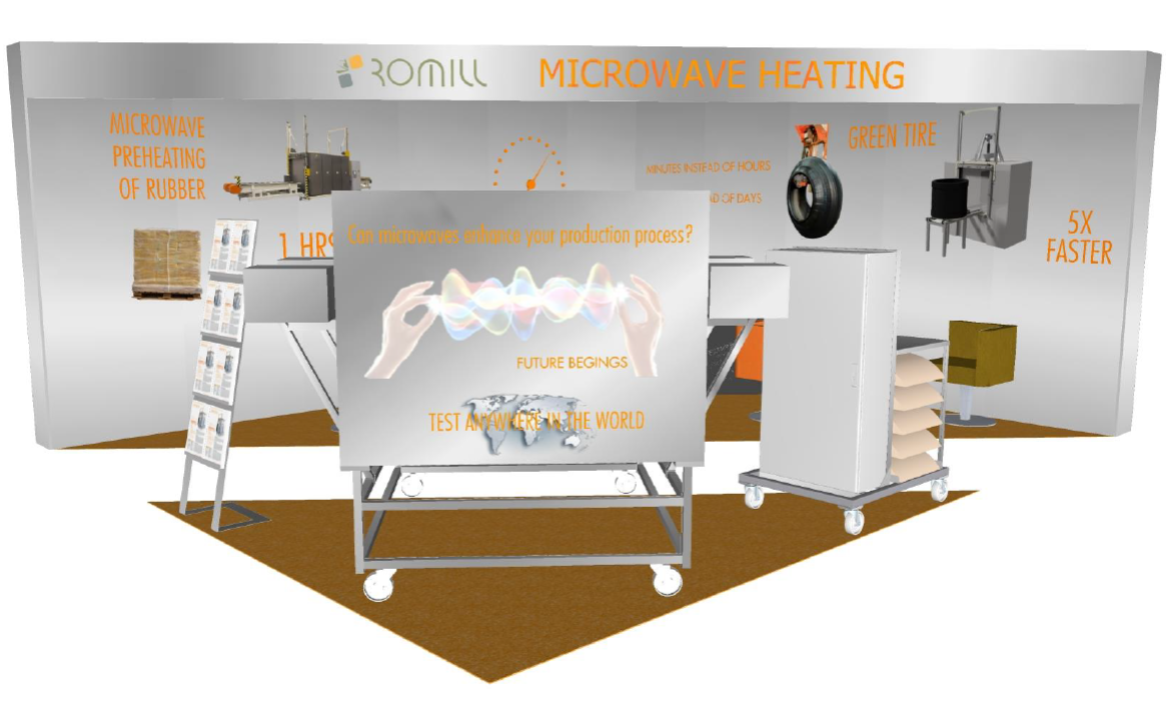 ROMILL MICROWAVE HEATING
MICROWAVE
PREHEATING
OF RUBBER
1 HR
MINUTES INSTEAD OF HOURS
OF DAYS
GREEN TIRE
5X
FASTER
Can microwaves enhance your production process?
FUTURE BEGINGS
TEST ANYWHERE IN THE WORLD